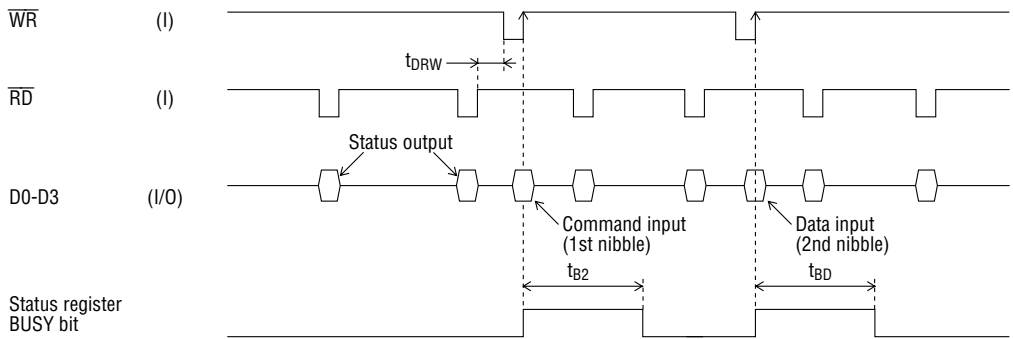 WR (I)
tDRW
RD (I)
Status output
D0-D3 (I/O)
Command input
(1st nibble)
Data input
(2nd nibble)
tB2
tBD
Status register
BUSY bit